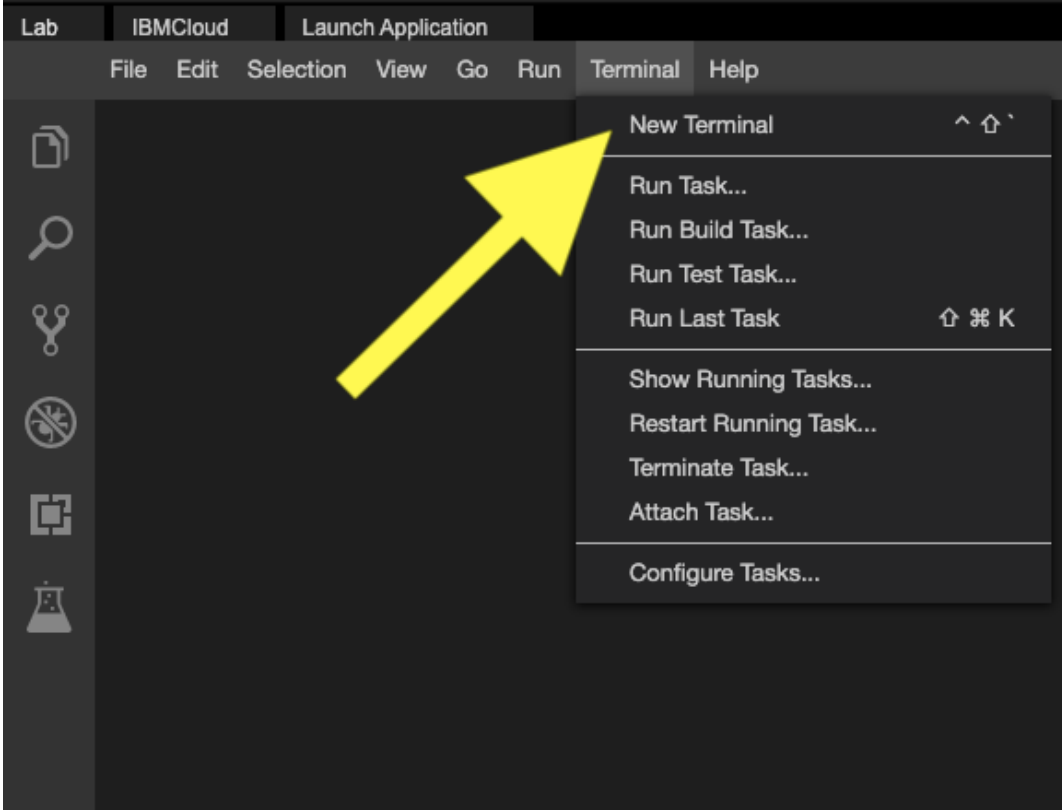 Lab IBMCloud Launch Application
File Edit Selection View Go Run Terminal Help
New Terminal ^ ⇧ `
Run Task...
Run Build Task...
Run Test Task...
Run Last Task ⇧ ⌘ K
Show Running Tasks...
Restart Running Task...
Terminate Task...
Attach Task...
Configure Tasks...